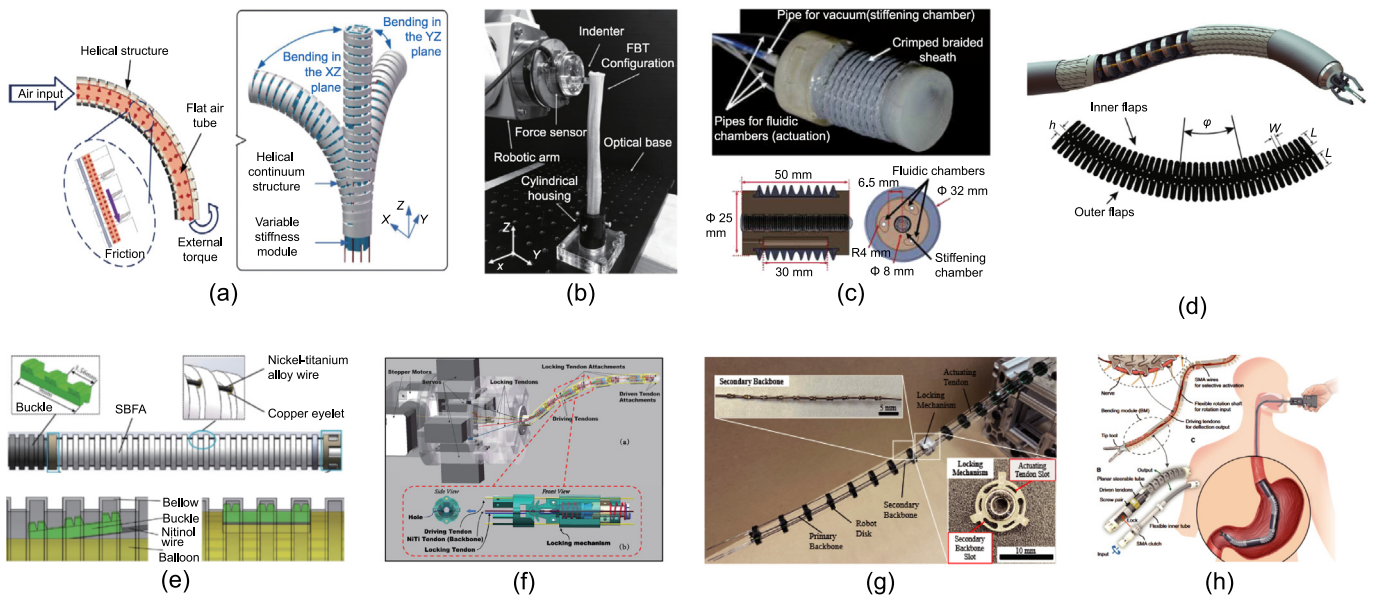 Helical structure
Air input
Flat air
tube
Friction
External
torque
Bending in
the XZ
plane
Bending in
the YZ
plane
Helical
continuum
structure
Variable
stiffness
module
Z
X
Y
(a)
Indenter
FBT
Configuration
Force sensor
Optical base
Robotic arm
Cylindrical
housing
Z
Y
x
(b)
Pipe for vacuum(stiffening chamber)
Crimped braided
sheath
Pipes for fluidic
chambers (actuation)
50 mm
6.5 mm
Fluidic chambers
Φ 32 mm
Φ 25
mm
R4 mm
Φ 8 mm
30 mm
Stiffening
chamber
(c)
Inner flaps
φ
W
L
h
L
Outer flaps
(d)
Buckle
SBFA
Nickel-titanium
alloy wire
Copper eyelet
Bellow
Buckle
Nitinol
wire
Balloon
(e)
Stepper Motors
Servos
Locking Tendons
Locking Tendon Attachments
Driven Tendon
Attachments
Driving Tendons
(a)
Side View
Front View
Hole
Driving Tendon
NiTi Tendon (Backbone)
Locking Tendon
Locking mechanism
(b)
(f)
Secondary Backbone
5 mm
Actuating
Tendon
Locking
Mechanism
Locking
Mechanism
Actuating
Tendon Slot
Secondary
Backbone
Robot
Disk
Primary
Backbone
Secondary
Backbone
Slot
10 mm
(g)
Nerve
SMA wires
for selective activation
Flexible rotation shaft
for rotation input
Bending module (BM)
Driving tendons
for deflection output
Tip tool
C
B
Output
Planar steerable tube
Driven tendons
Screw pair
Lock
Flexible inner tube
SMA clutch
Input
(h)